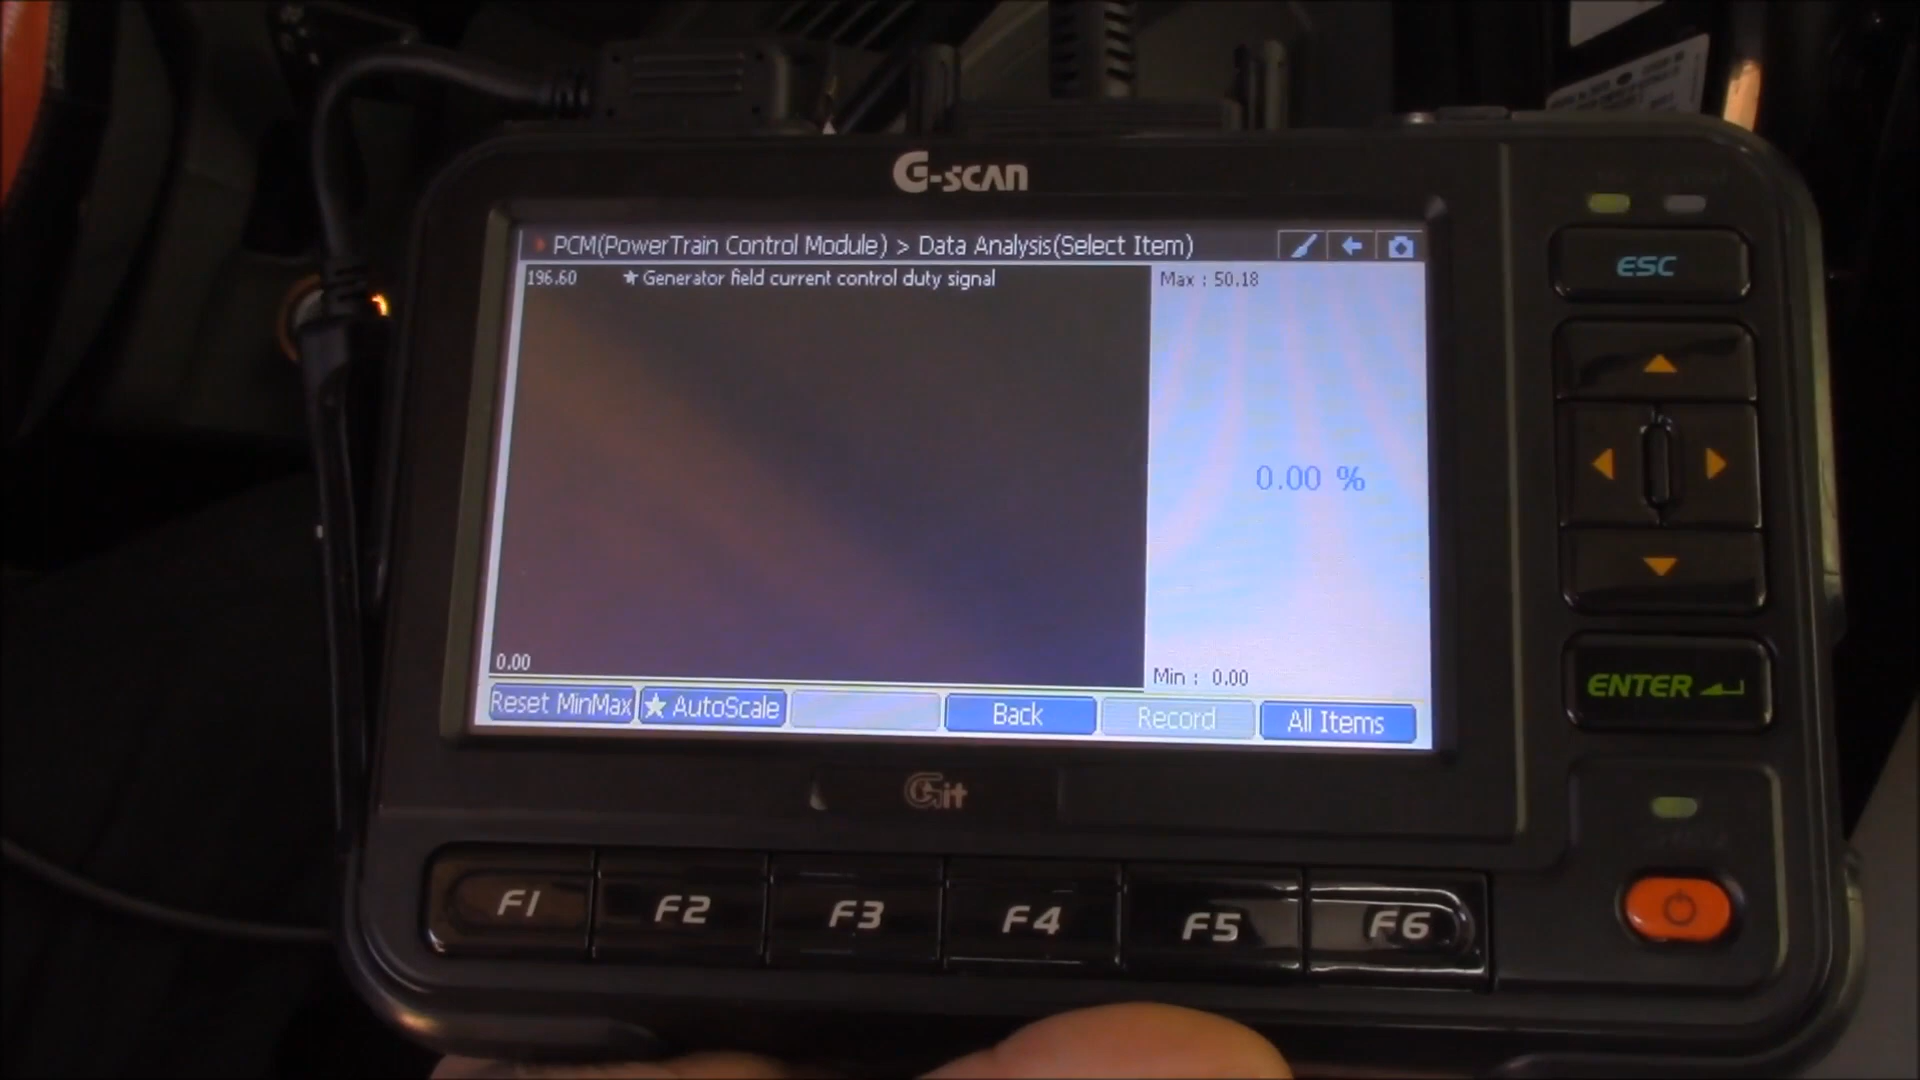 G-SCAN
PCM(PowerTrain Control Module) > Data Analysis(Select Item)
196.60 ★ Generator field current control duty signal
Max : 50.18
0.00 %
0.00
Min : 0.00
Reset MinMax ★ AutoScale Back Record All Items
Git
F1 F2 F3 F4 F5 F6
ESC
ENTER